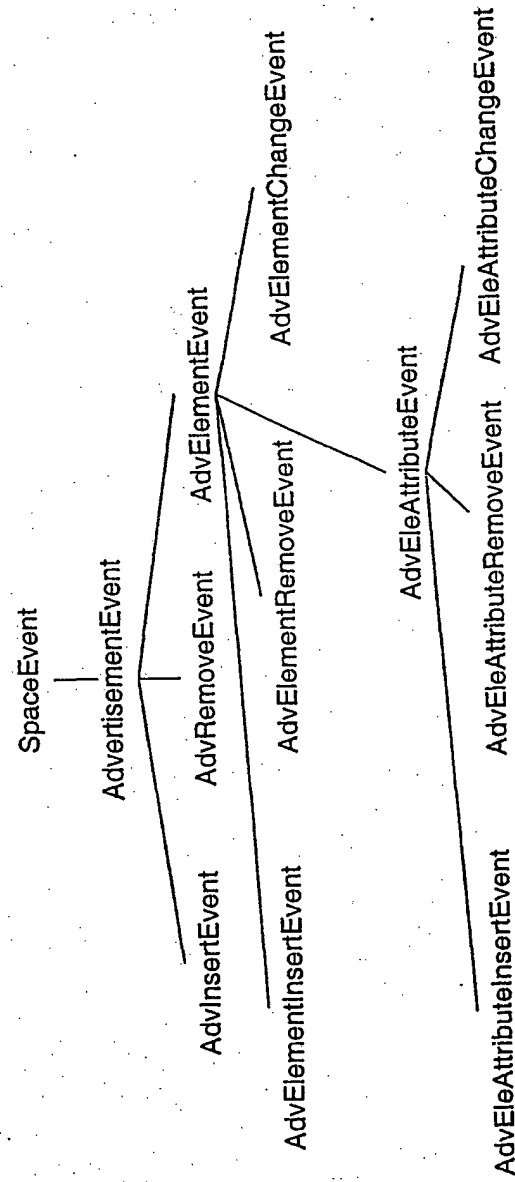 SpaceEvent
AdvertisementEvent
AdvInsertEvent
AdvRemoveEvent
AdvElementEvent
AdvElementInsertEvent
AdvElementRemoveEvent
AdvElementChangeEvent
AdvEleAttributeEvent
AdvEleAttributeInsertEvent
AdvEleAttributeRemoveEvent
AdvEleAttributeChangeEvent